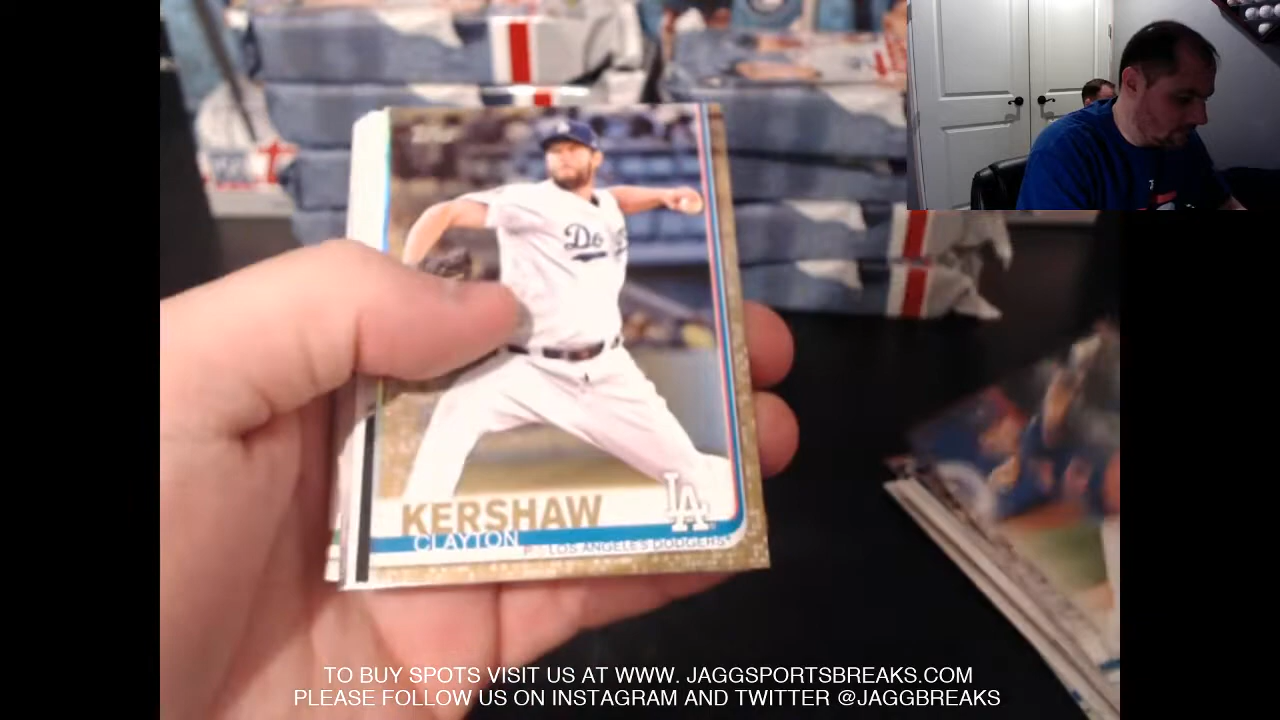 Do
KERSHAW
LA
CLAYTON
P LOS ANGELES DODGERS
TO BUY SPOTS VISIT US AT WWW. JAGGSPORTSBREAKS.COM
PLEASE FOLLOW US ON INSTAGRAM AND TWITTER @JAGGBREAKS